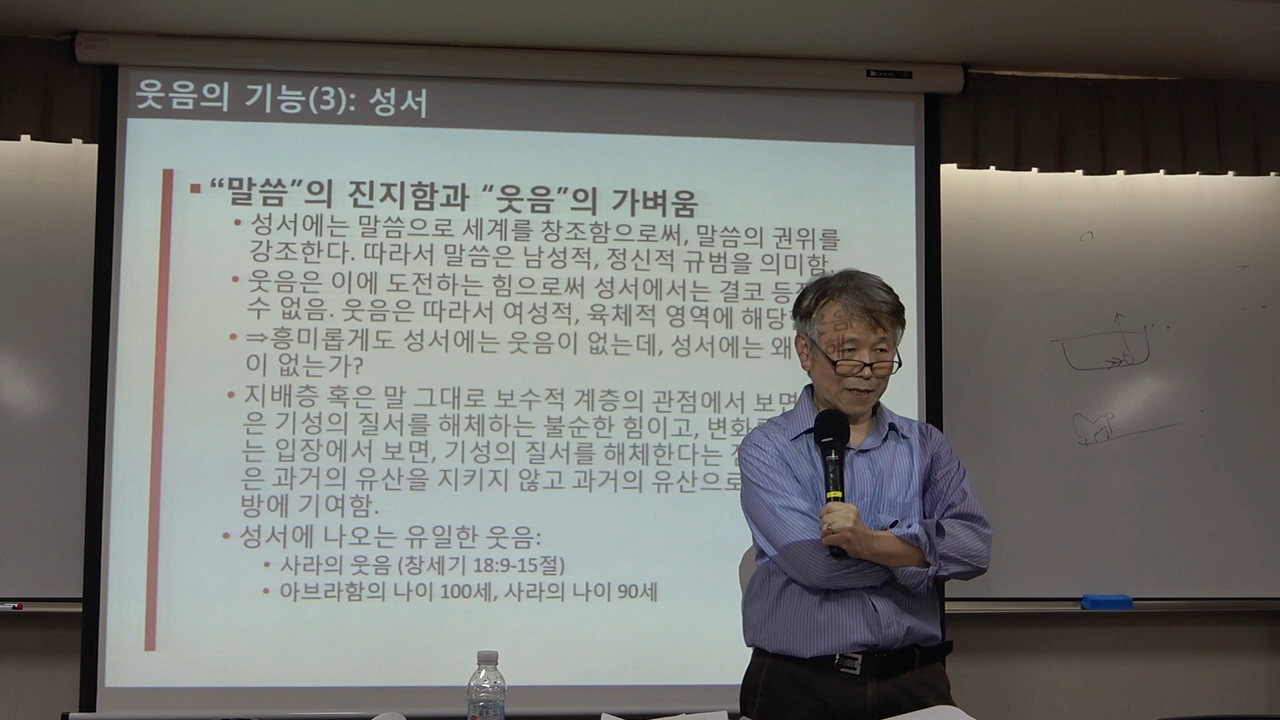 웃음의 기능(3): 성서
▪ “말씀”의 진지함과 “웃음”의 가벼움
• 성서에는 말씀으로 세계를 창조함으로써, 말씀의 권위를
강조한다. 따라서 말씀은 남성적, 정신적 규범을 의미함.
• 웃음은 이에 도전하는 힘으로써 성서에서는 결코
수 없음. 웃음은 따라서 여성적, 육체적 영역에
• ⇒흥미롭게도 성서에는 웃음이 없는데, 성서에는 왜
이 없는가?
• 지배층 혹은 말 그대로 보수적 계층의 관점에서 보면
은 기성의 질서를 해체하는 불순한 힘이고,
는 입장에서 보면, 기성의 질서를 해체한다는
은 과거의 유산을 지키지 않고 과거의 유산으로
방에 기여함.
• 성서에 나오는 유일한 웃음:
• 사라의 웃음 (창세기 18:9-15절)
• 아브라함의 나이 100세, 사라의 나이 90세